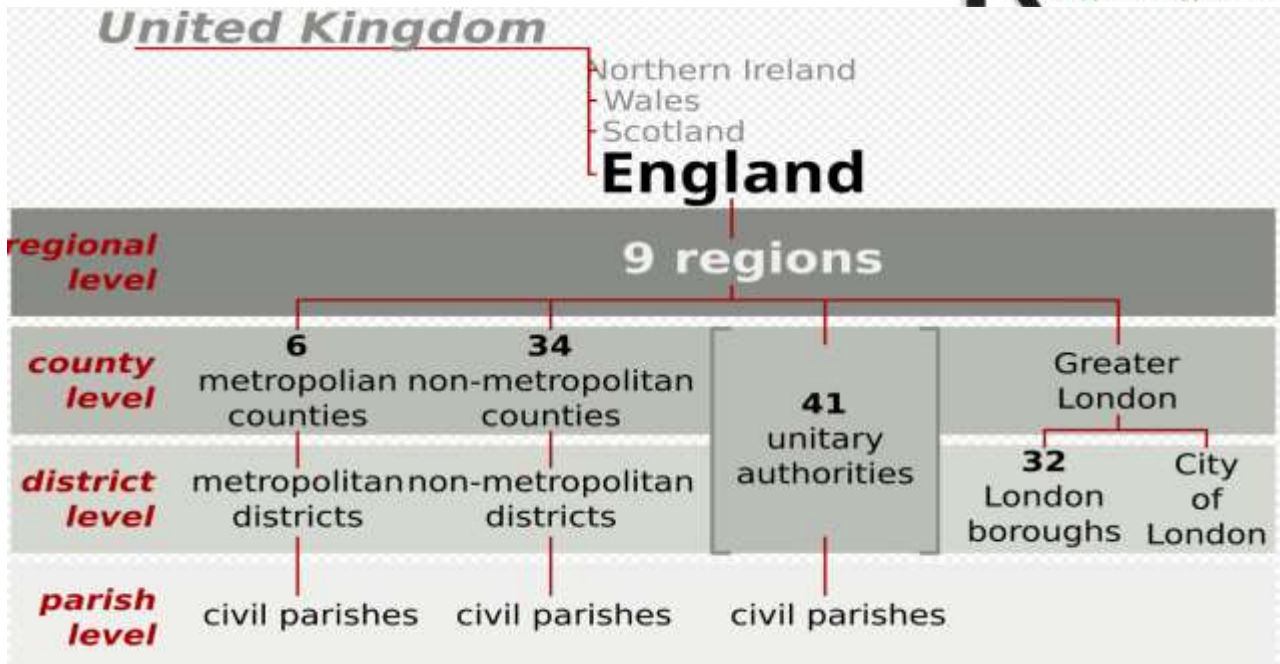 United Kingdom
Northern Ireland
Wales
Scotland
England
regional
level
9 regions
county
level
6
metropolian
counties
34
non-metropolitan
counties
41
unitary
authorities
Greater
London
district
level
metropolitan
districts
non-metropolitan
districts
32
London
boroughs
City
of
London
parish
level
civil parishes
civil parishes
civil parishes